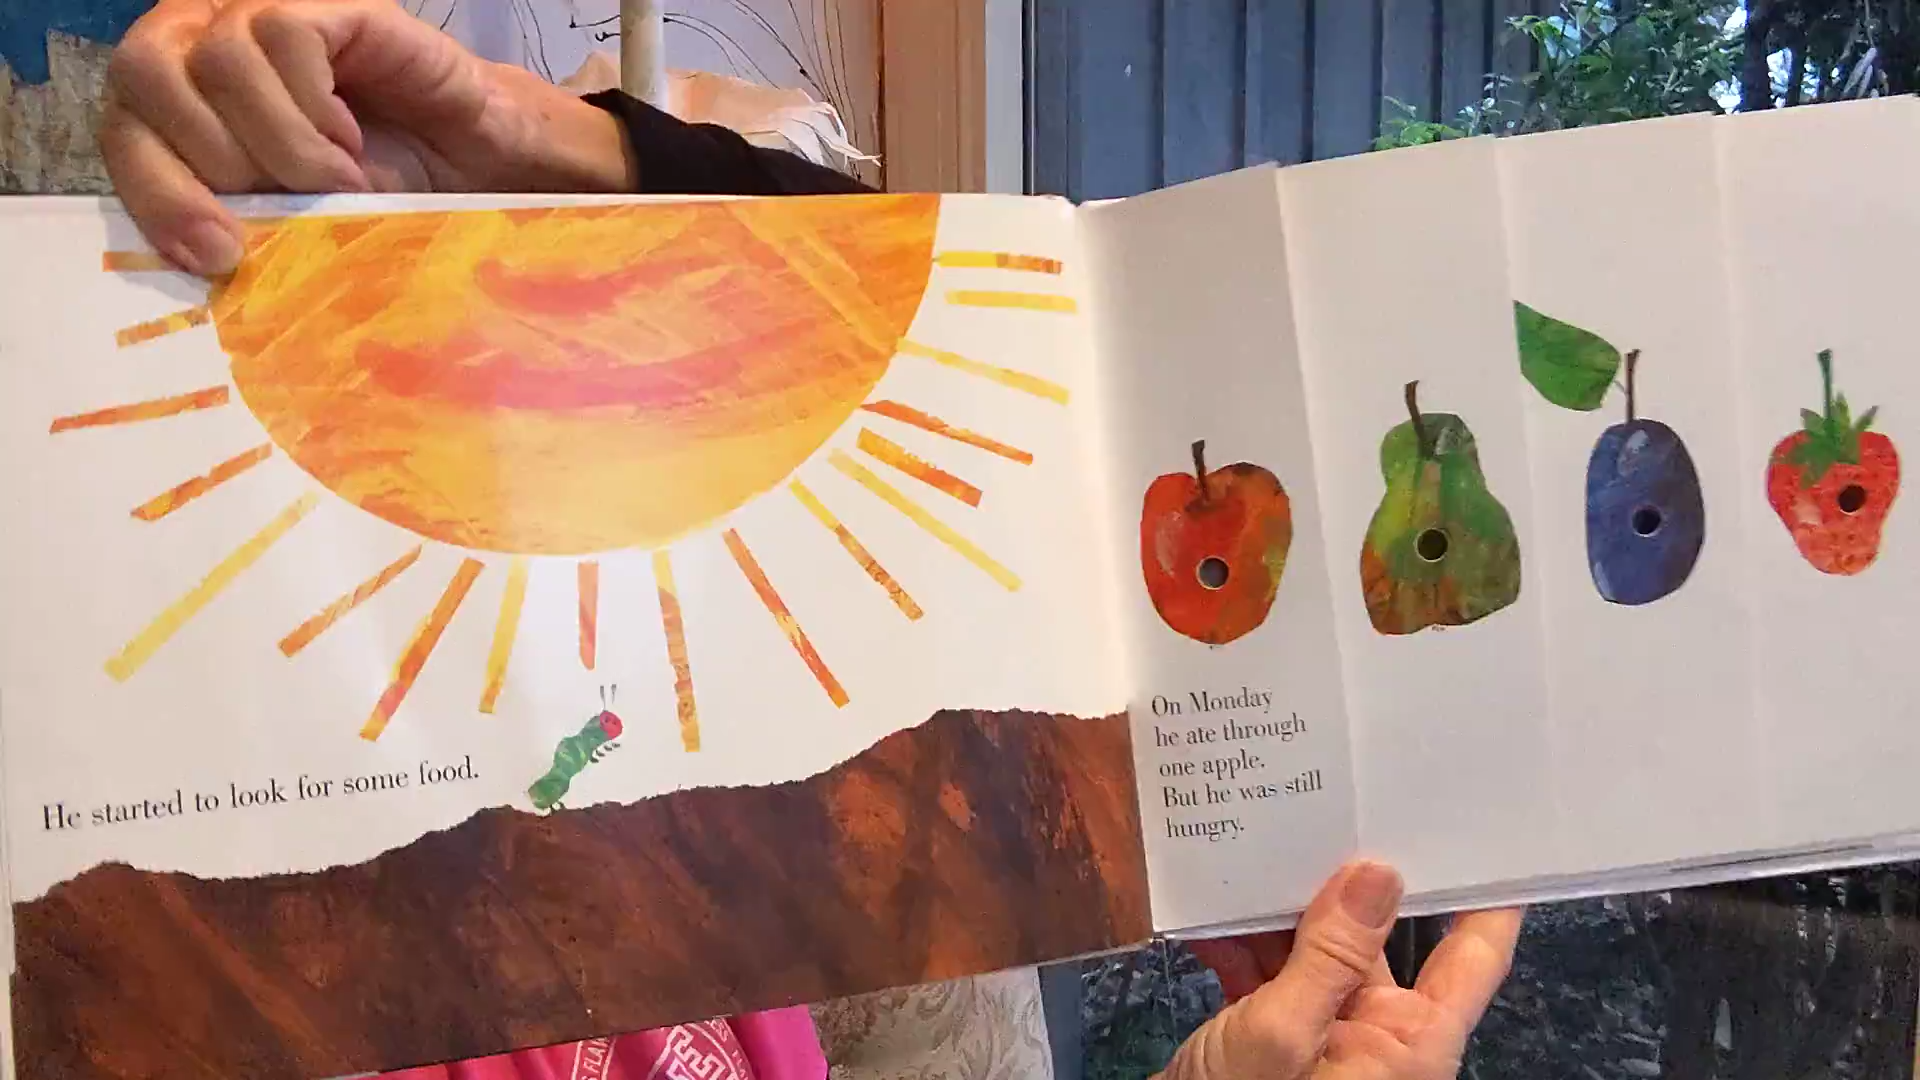 He started to look for some food.
On Monday
he ate through
one apple.
But he was still
hungry.